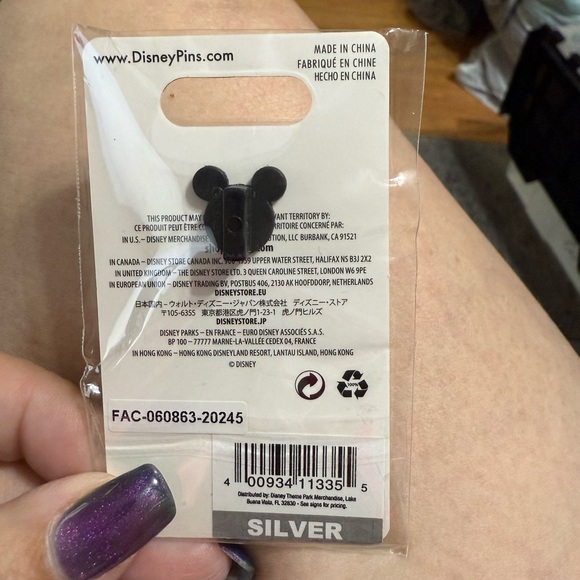 www.DisneyPins.com
MADE IN CHINA
FABRIQUÉ EN CHINE
HECHO EN CHINA
THIS PRODUCT MAY VANT TERRITORY BY:
CE PRODUIT PEUT ÊTRE TERRITOIRE CONCERNÉ PAR:
IN U.S. – DISNEY MERCHANDISE LLC BURBANK, CA 91521
IN CANADA – DISNEY STORE CANADA INC. UPPER WATER STREET, HALIFAX NS B3J 2X2
IN UNITED KINGDOM – THE DISNEY STORE LTD. 3 QUEEN CAROLINE STREET, LONDON W6 9PE
IN EUROPEAN UNION – DISNEY TRADING BV, POSTBUS 406, 2130 AK HOOFDDORP, NETHERLANDS
DISNEYSTORE.EU
日本国内–ウォルト・ディズニー・ジャパン株式会社 ディズニー・ストア
〒105-6355 東京都港区虎ノ門1-23-1 虎ノ門ヒルズ
DISNEYSTORE.JP
DISNEY PARKS – EN FRANCE – EURO DISNEY ASSOCIÉS S.A.S.
BP 100 – 77777 MARNE-LA-VALLÉE CEDEX 04, FRANCE
IN HONG KONG – HONG KONG DISNEYLAND RESORT, LANTAU ISLAND, HONG KONG
© DISNEY
100%
FAC-060863-20245
4 00934 11335 5
Distributed by: Disney Theme Park Merchandise, Lake
Buena Vista, FL 32830 - See signs for pricing.
SILVER